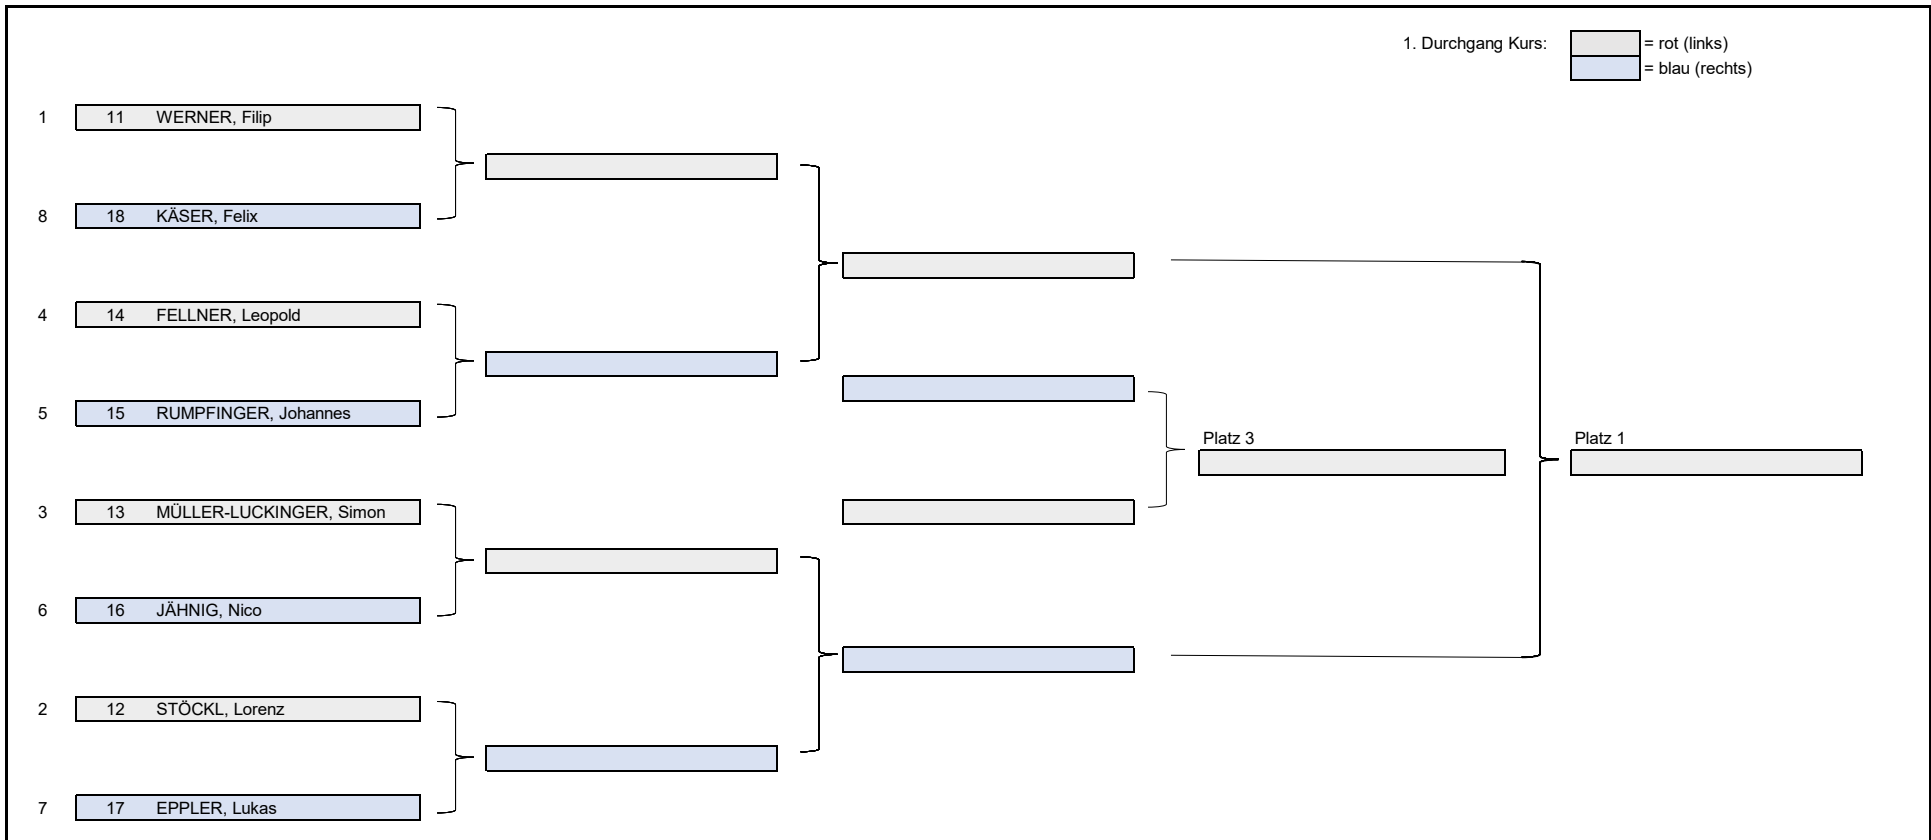 1. Durchgang Kurs: = rot (links)
= blau (rechts)
1 11 WERNER, Filip
8 18 KÄSER, Felix
4 14 FELLNER, Leopold
5 15 RUMPFINGER, Johannes
Platz 3 Platz 1
3 13 MÜLLER-LUCKINGER, Simon
6 16 JÄHNIG, Nico
2 12 STÖCKL, Lorenz
7 17 EPPLER, Lukas